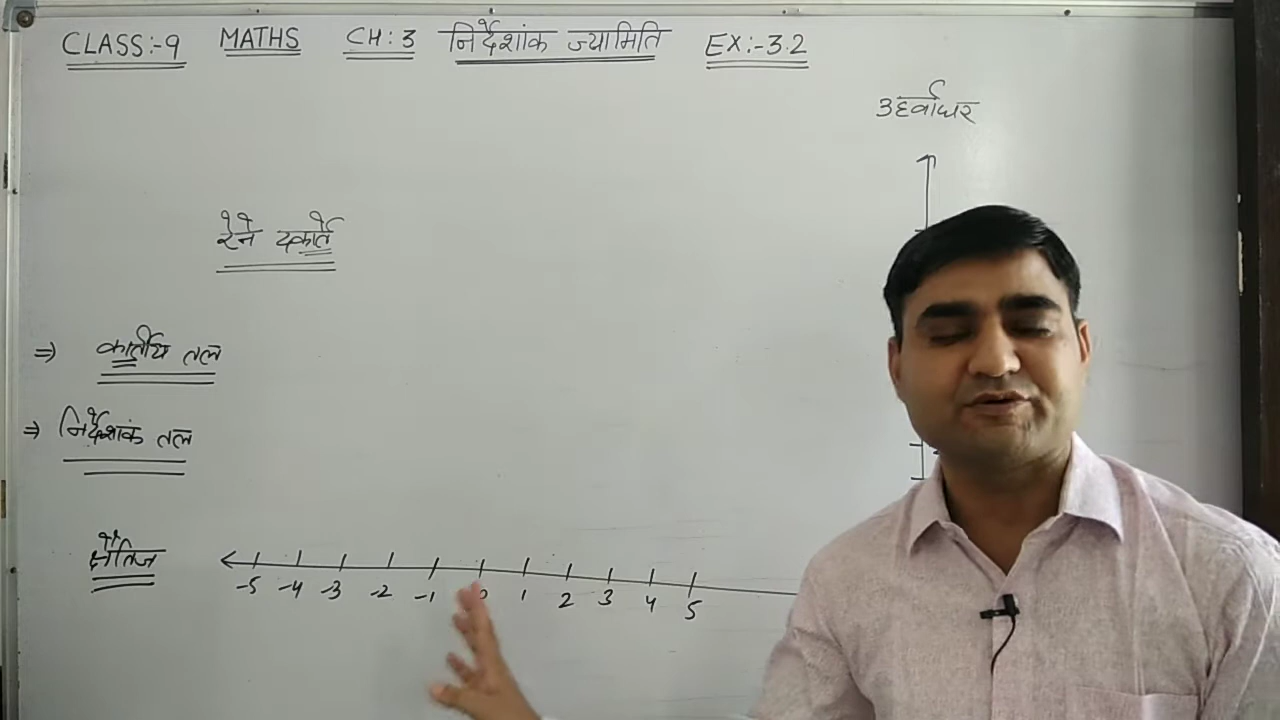 CLASS:-9 MATHS CH:3 निर्देशांक ज्यामिति EX:-3.2
उर्ध्वाधर
रेने दकार्ते
⇒ कार्तीय तल
⇒ निर्देशांक तल
क्षैतिज
-5 -4 -3 -2 -1 0 1 2 3 4 5